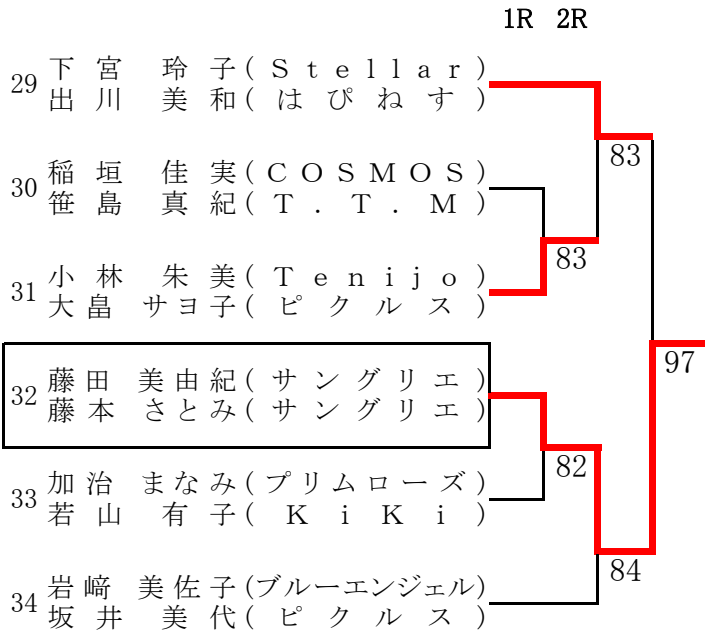 1R 2R
29 下宮 玲子(Stellar)
出川 美和(はぴねす)
83
30 稲垣 佳実(COSMOS)
笹島 真紀(T.T.M)
83
31 小林 朱美(Tenijo)
大畠 サヨ子(ピクルス)
97
32 藤田 美由紀(サングリエ)
藤本 さとみ(サングリエ)
82
33 加治 まなみ(プリムローズ)
若山 有子(KiKi)
84
34 岩﨑 美佐子(ブルーエンジェル)
坂井 美代(ピクルス)